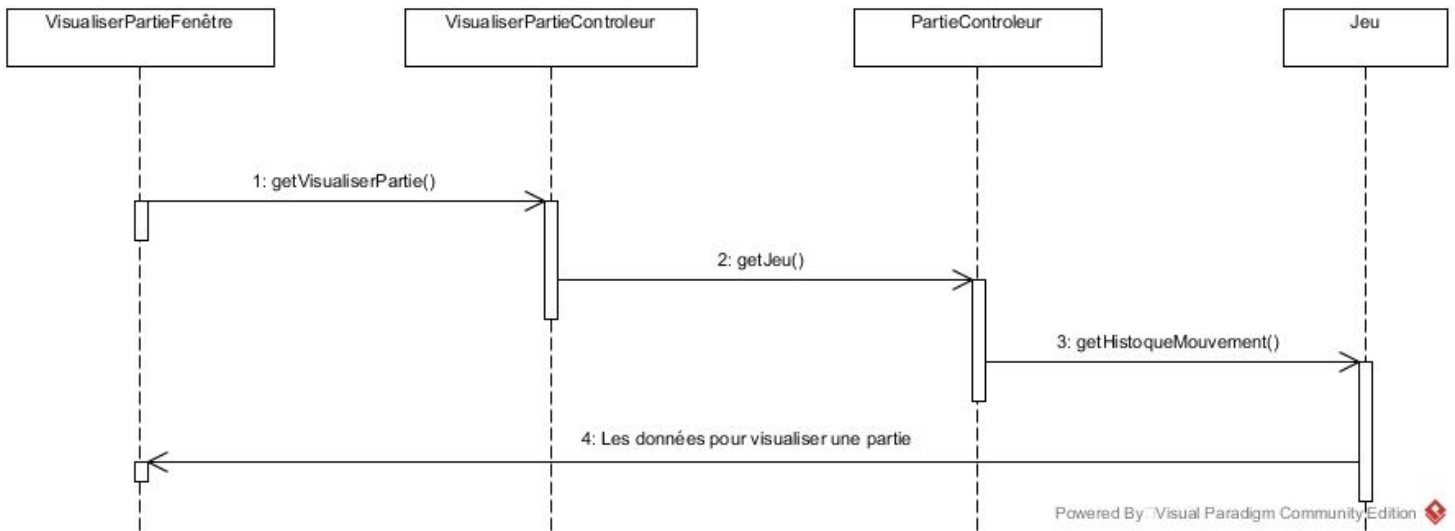 VisualiserPartieFenêtre
VisualiserPartieControleur
PartieControleur
Jeu
1: getVisualiserPartie()
2: getJeu()
3: getHistoqueMouvement()
4: Les données pour visualiser une partie
Powered By Visual Paradigm Community Edition